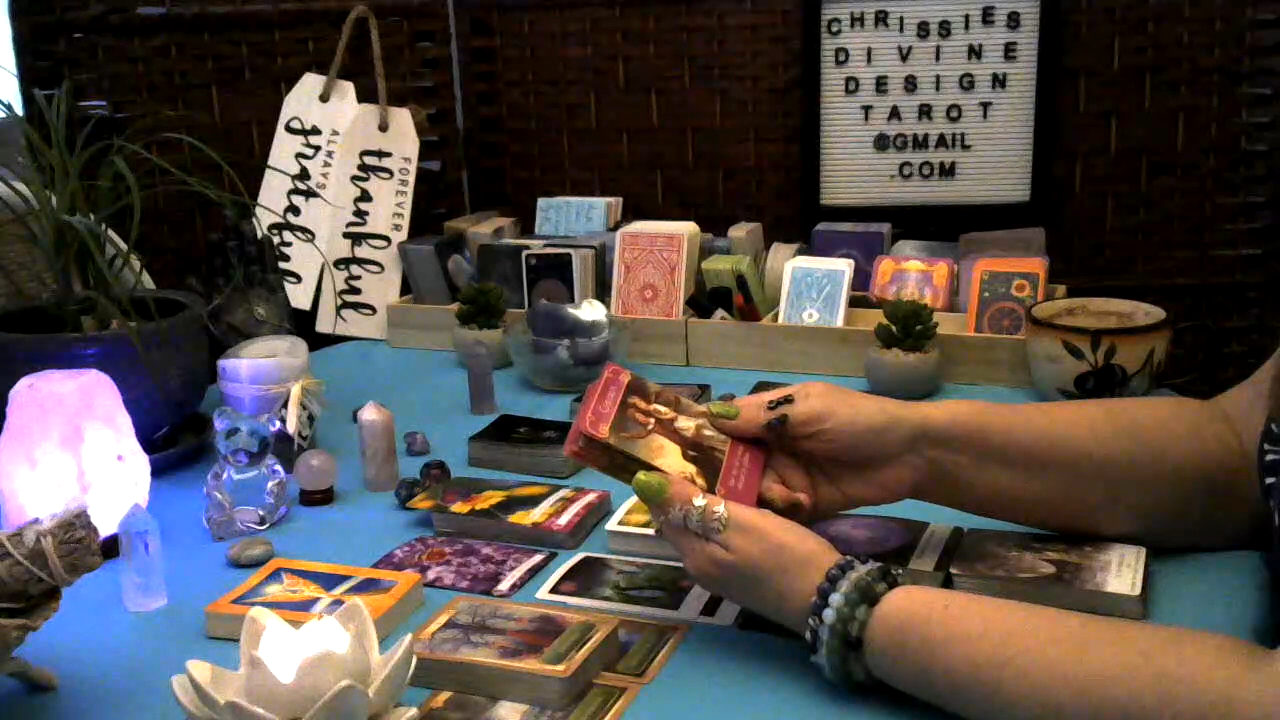 CHRISSIES
DIVINE
DESIGN
TAROT
@GMAIL
.COM
ALWAYS
grateful
FOREVER
thankful